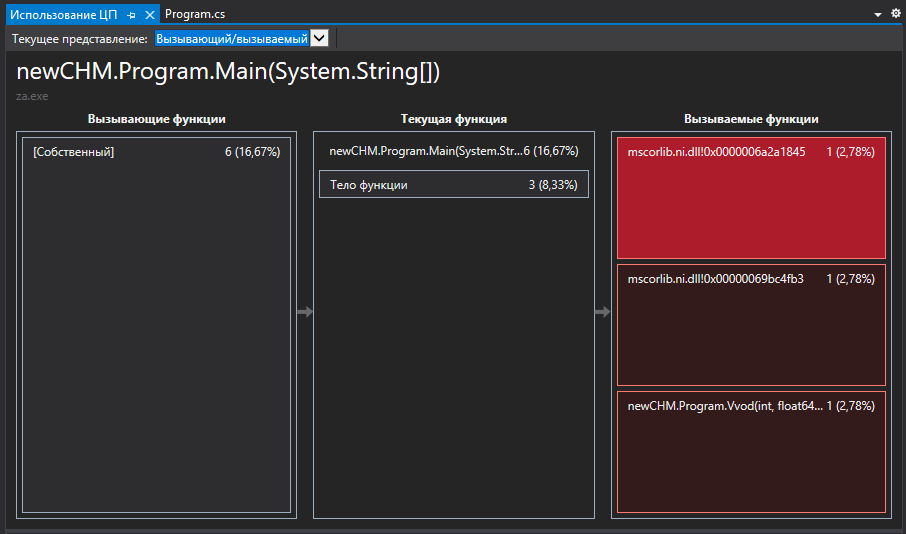 Использование ЦП
Program.cs
Текущее представление: Вызывающий/вызываемый
newCHM.Program.Main(System.String[])
za.exe
Вызывающие функции
[Собственный] 6 (16,67%)
Текущая функция
newCHM.Program.Main(System.Str...6 (16,67%)
Тело функции 3 (8,33%)
Вызываемые функции
mscorlib.ni.dll!0x0000006a2a1845 1 (2,78%)
mscorlib.ni.dll!0x00000069bc4fb3 1 (2,78%)
newCHM.Program.Vvod(int, float64... 1 (2,78%)